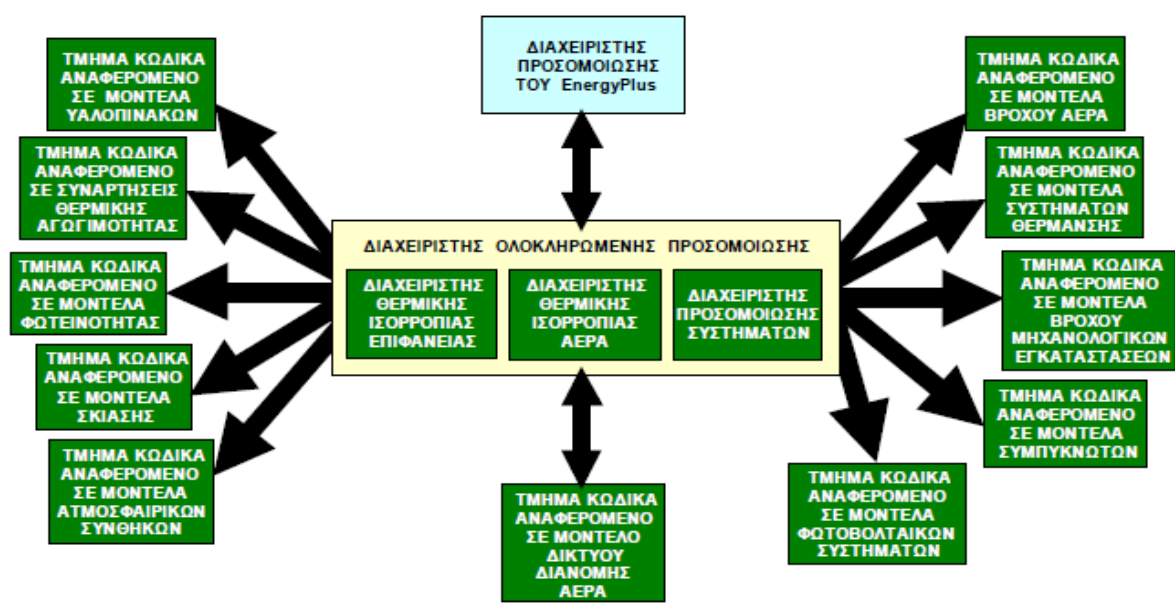 ΤΜΗΜΑ ΚΩΔΙΚΑ
ΑΝΑΦΕΡΟΜΕΝΟ
ΣΕ ΜΟΝΤΕΛΑ
ΥΑΛΟΠΙΝΑΚΩΝ
ΤΜΗΜΑ ΚΩΔΙΚΑ
ΑΝΑΦΕΡΟΜΕΝΟ
ΣΕ ΣΥΝΑΡΤΗΣΕΙΣ
ΘΕΡΜΙΚΗΣ
ΑΓΩΓΙΜΟΤΗΤΑΣ
ΤΜΗΜΑ ΚΩΔΙΚΑ
ΑΝΑΦΕΡΟΜΕΝΟ
ΣΕ ΜΟΝΤΕΛΑ
ΦΩΤΕΙΝΟΤΗΤΑΣ
ΤΜΗΜΑ ΚΩΔΙΚΑ
ΑΝΑΦΕΡΟΜΕΝΟ
ΣΕ ΜΟΝΤΕΛΑ
ΣΚΙΑΣΗΣ
ΤΜΗΜΑ ΚΩΔΙΚΑ
ΑΝΑΦΕΡΟΜΕΝΟ
ΣΕ ΜΟΝΤΕΛΑ
ΑΤΜΟΣΦΑΙΡΙΚΩΝ
ΣΥΝΘΗΚΩΝ
ΔΙΑΧΕΙΡΙΣΤΗΣ
ΠΡΟΣΟΜΟΙΩΣΗΣ
ΤΟΥ EnergyPlus
ΔΙΑΧΕΙΡΙΣΤΗΣ ΟΛΟΚΛΗΡΩΜΕΝΗΣ ΠΡΟΣΟΜΟΙΩΣΗΣ
ΔΙΑΧΕΙΡΙΣΤΗΣ
ΘΕΡΜΙΚΗΣ
ΙΣΟΡΡΟΠΙΑΣ
ΕΠΙΦΑΝΕΙΑΣ
ΔΙΑΧΕΙΡΙΣΤΗΣ
ΘΕΡΜΙΚΗΣ
ΙΣΟΡΡΟΠΙΑΣ
ΑΕΡΑ
ΔΙΑΧΕΙΡΙΣΤΗΣ
ΠΡΟΣΟΜΟΙΩΣΗΣ
ΣΥΣΤΗΜΑΤΩΝ
ΤΜΗΜΑ ΚΩΔΙΚΑ
ΑΝΑΦΕΡΟΜΕΝΟ
ΣΕ ΜΟΝΤΕΛΟ
ΔΙΚΤΥΟΥ
ΔΙΑΝΟΜΗΣ
ΑΕΡΑ
ΤΜΗΜΑ ΚΩΔΙΚΑ
ΑΝΑΦΕΡΟΜΕΝΟ
ΣΕ ΜΟΝΤΕΛΑ
ΒΡΟΧΟΥ ΑΕΡΑ
ΤΜΗΜΑ ΚΩΔΙΚΑ
ΑΝΑΦΕΡΟΜΕΝΟ
ΣΕ ΜΟΝΤΕΛΑ
ΣΥΣΤΗΜΑΤΩΝ
ΘΕΡΜΑΝΣΗΣ
ΤΜΗΜΑ ΚΩΔΙΚΑ
ΑΝΑΦΕΡΟΜΕΝΟ
ΣΕ ΜΟΝΤΕΛΑ
ΒΡΟΧΟΥ
ΜΗΧΑΝΟΛΟΓΙΚΩΝ
ΕΓΚΑΤΑΣΤΑΣΕΩΝ
ΤΜΗΜΑ ΚΩΔΙΚΑ
ΑΝΑΦΕΡΟΜΕΝΟ
ΣΕ ΜΟΝΤΕΛΑ
ΣΥΜΠΥΚΝΩΤΩΝ
ΤΜΗΜΑ ΚΩΔΙΚΑ
ΑΝΑΦΕΡΟΜΕΝΟ
ΣΕ ΜΟΝΤΕΛΑ
ΦΩΤΟΒΟΛΤΑΙΚΩΝ
ΣΥΣΤΗΜΑΤΩΝ